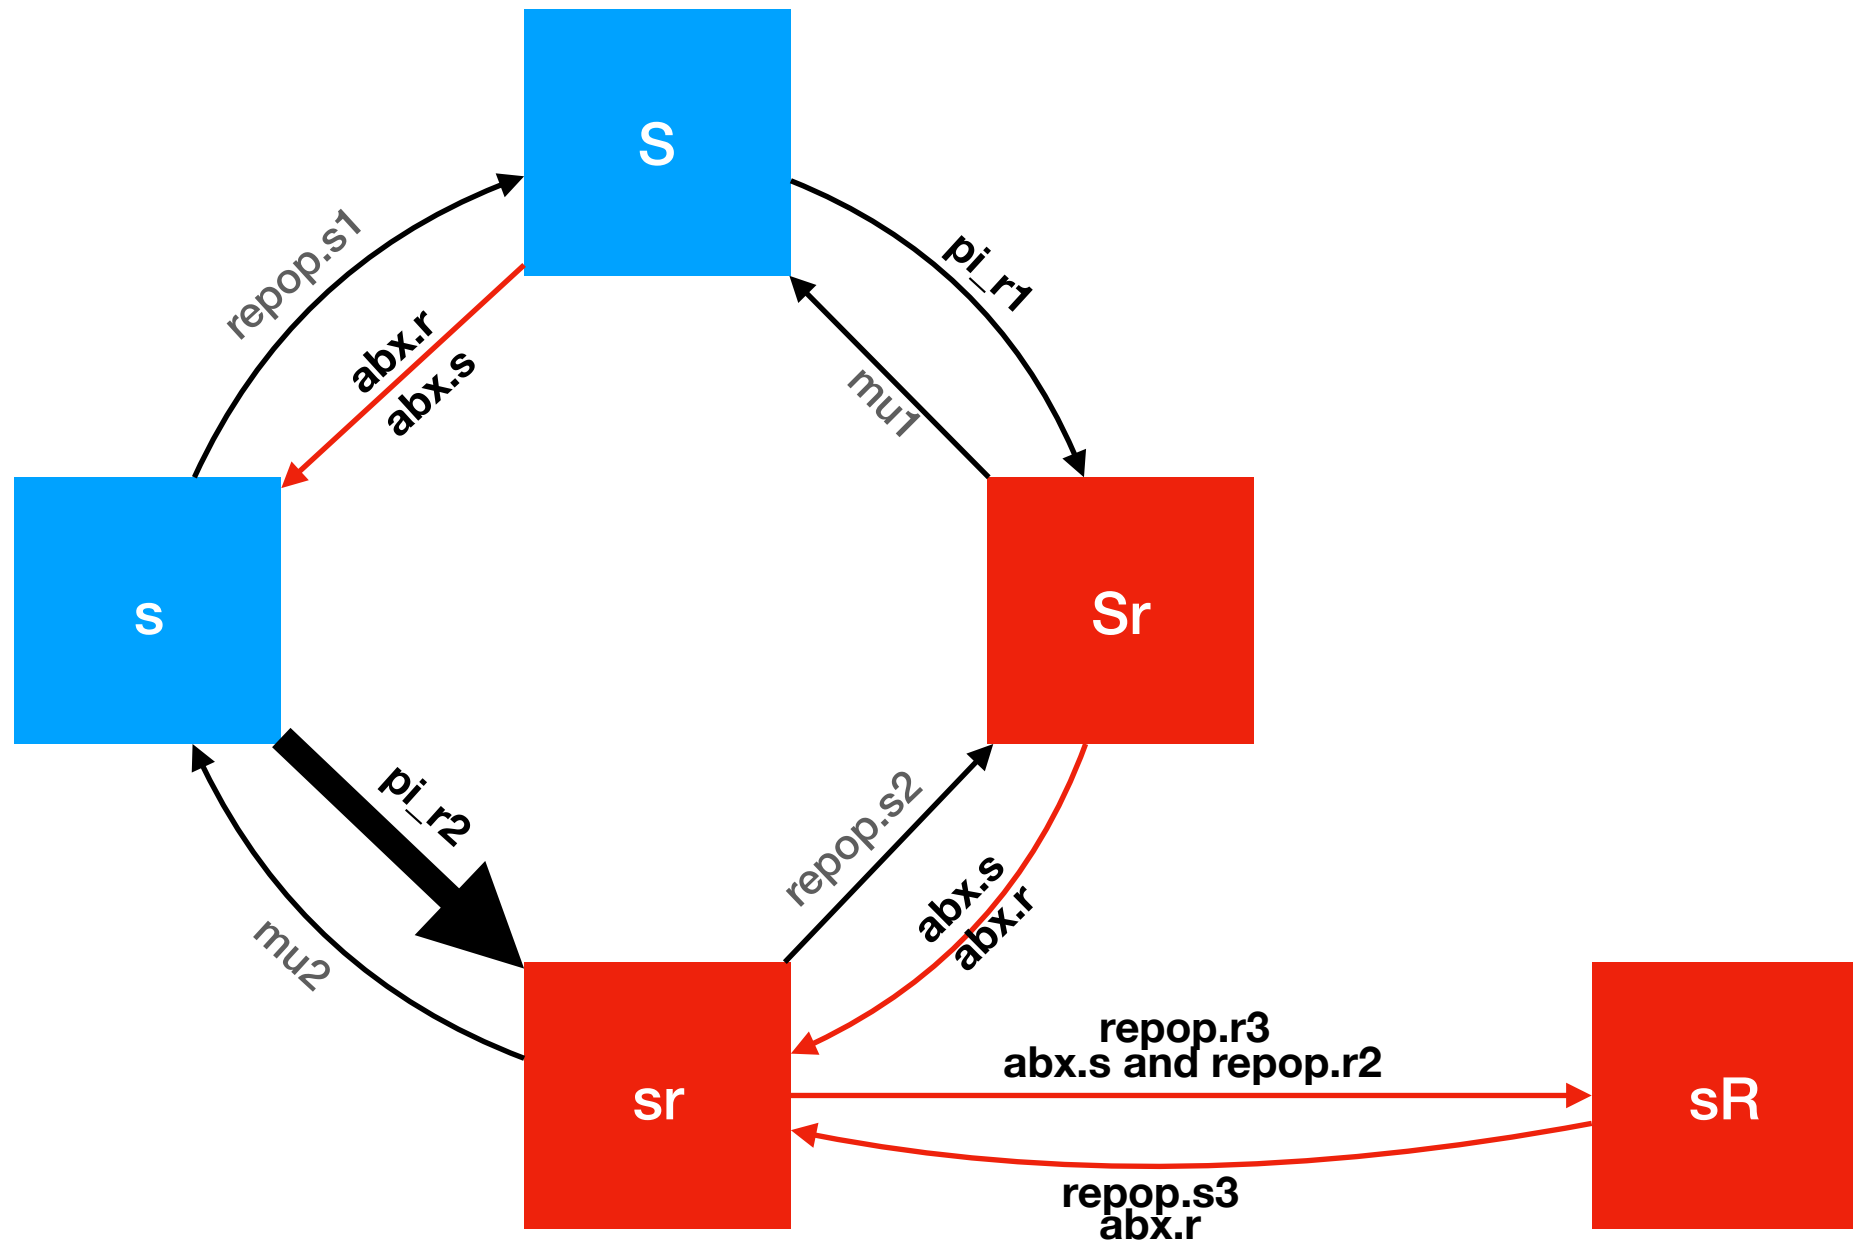 S
repop.s1
pi_r1
abx.r
abx.s
mu1
s
Sr
pi_r2
repop.s2
abx.s
abx.r
mu2
repop.r3
abx.s and repop.r2
sr
sR
repop.s3
abx.r